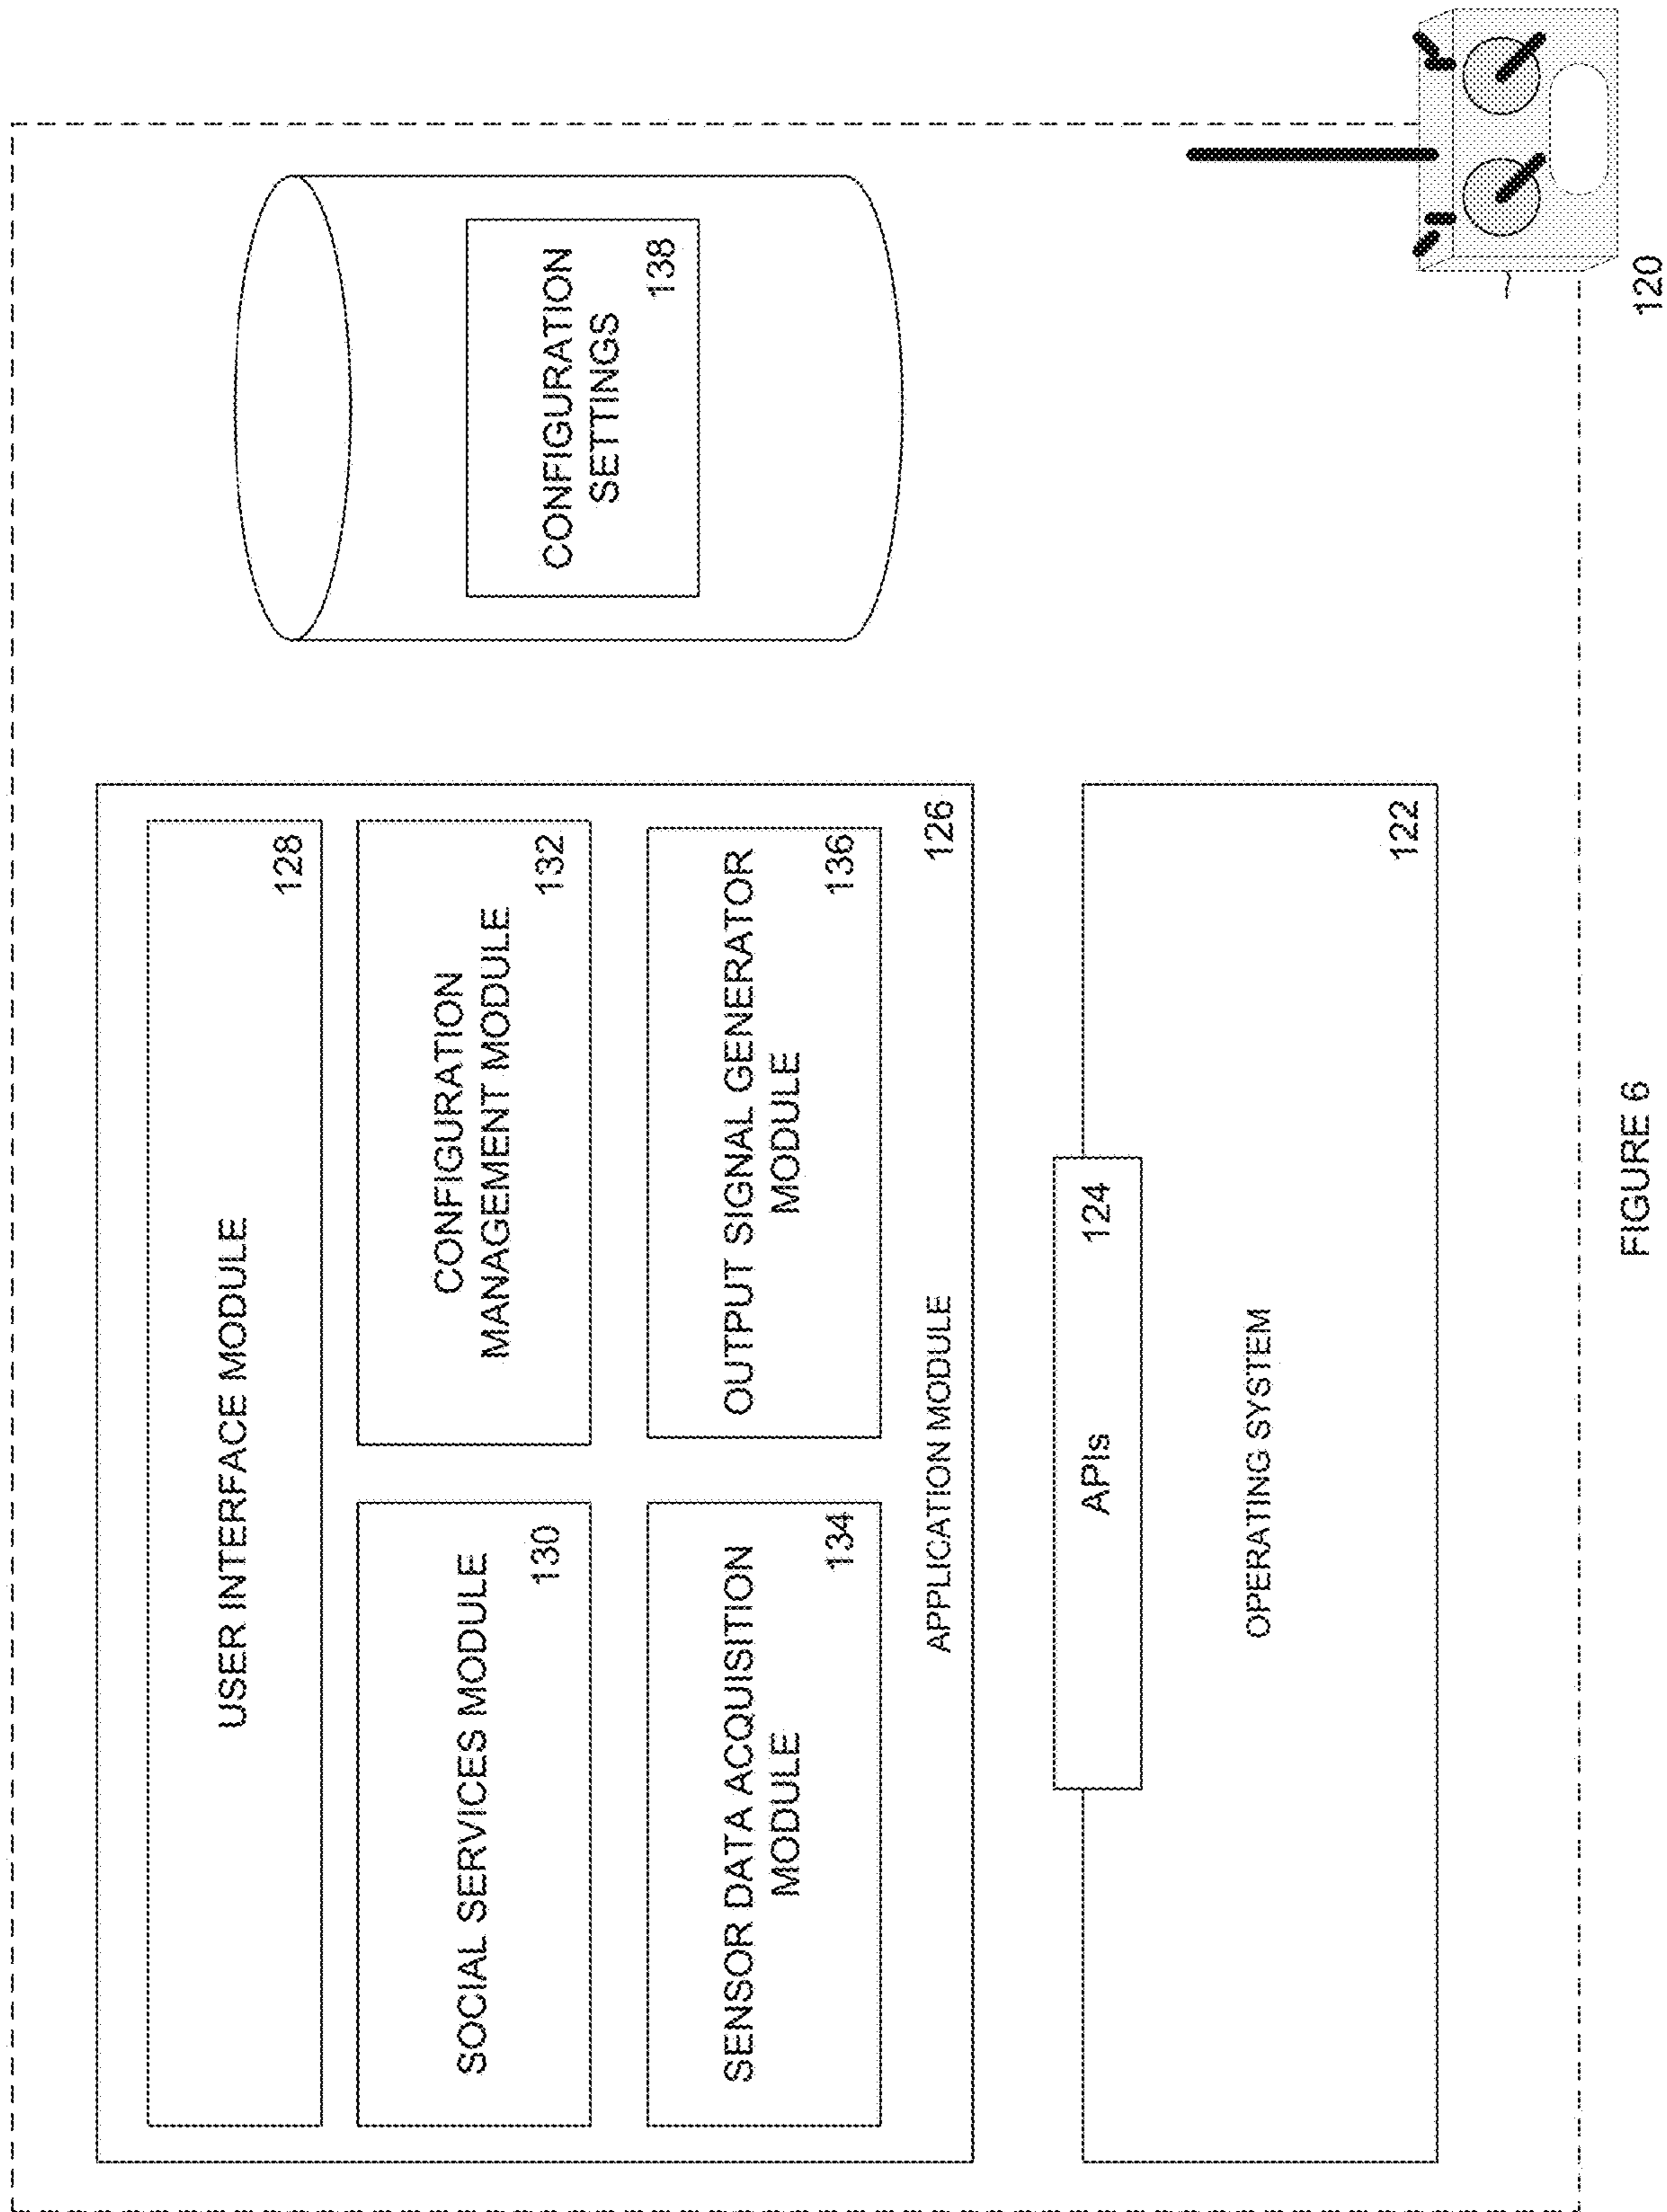 USER INTERFACE MODULE
128
SOCIAL SERVICES MODULE
130
CONFIGURATION
MANAGEMENT MODULE
132
SENSOR DATA ACQUISITION
MODULE
134
OUTPUT SIGNAL GENERATOR
MODULE
136
APPLICATION MODULE
126
CONFIGURATION
SETTINGS
138
APIs
124
OPERATING SYSTEM
122
120
FIGURE 6